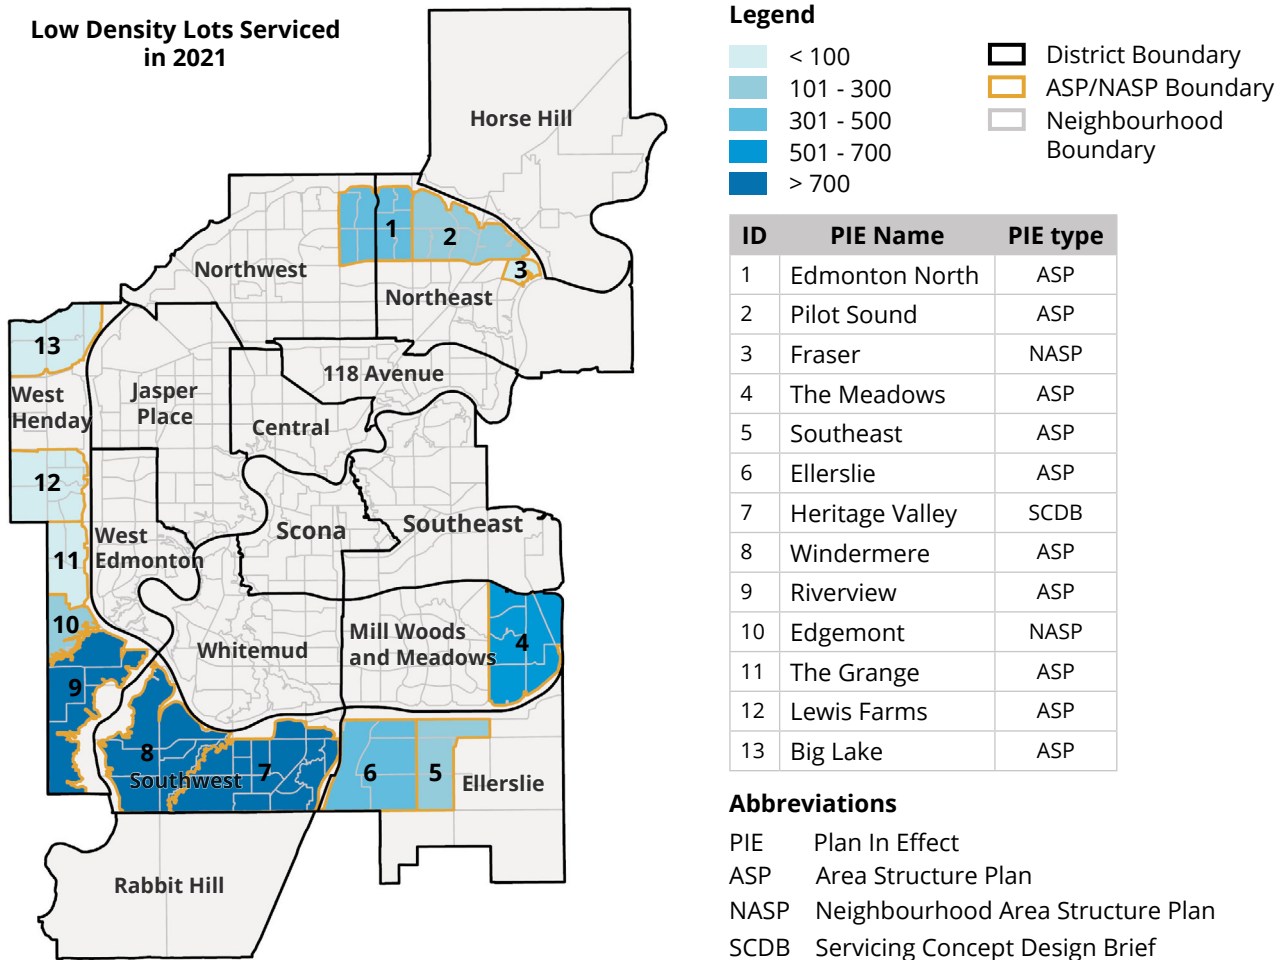 Low Density Lots Serviced
in 2021
Horse Hill
1
2
3
Northwest
Northeast
13
West
Henday
Jasper
Place
118 Avenue
Central
12
West
Edmonton
Scona
Southeast
11
10
Whitemud
Mill Woods
and Meadows
4
9
8
Southwest
7
6
5
Ellerslie
Rabbit Hill
Legend
< 100
101 - 300
301 - 500
501 - 700
> 700
District Boundary
ASP/NASP Boundary
Neighbourhood
Boundary
ID PIE Name PIE type
1 Edmonton North ASP
2 Pilot Sound ASP
3 Fraser NASP
4 The Meadows ASP
5 Southeast ASP
6 Ellerslie ASP
7 Heritage Valley SCDB
8 Windermere ASP
9 Riverview ASP
10 Edgemont NASP
11 The Grange ASP
12 Lewis Farms ASP
13 Big Lake ASP
Abbreviations
PIE Plan In Effect
ASP Area Structure Plan
NASP Neighbourhood Area Structure Plan
SCDB Servicing Concept Design Brief